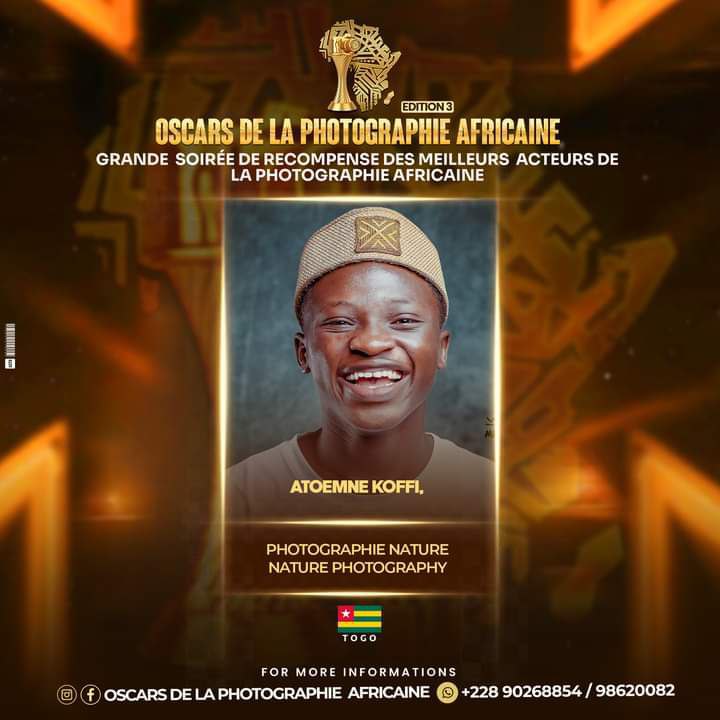 EDITION 3
OSCARS DE LA PHOTOGRAPHIE AFRICAINE
GRANDE SOIRÉE DE RECOMPENSE DES MEILLEURS ACTEURS DE
LA PHOTOGRAPHIE AFRICAINE
ATOEMNE KOFFI,
PHOTOGRAPHIE NATURE
NATURE PHOTOGRAPHY
TOGO
FOR MORE INFORMATIONS
OSCARS DE LA PHOTOGRAPHIE AFRICAINE +228 90268854 / 98620082